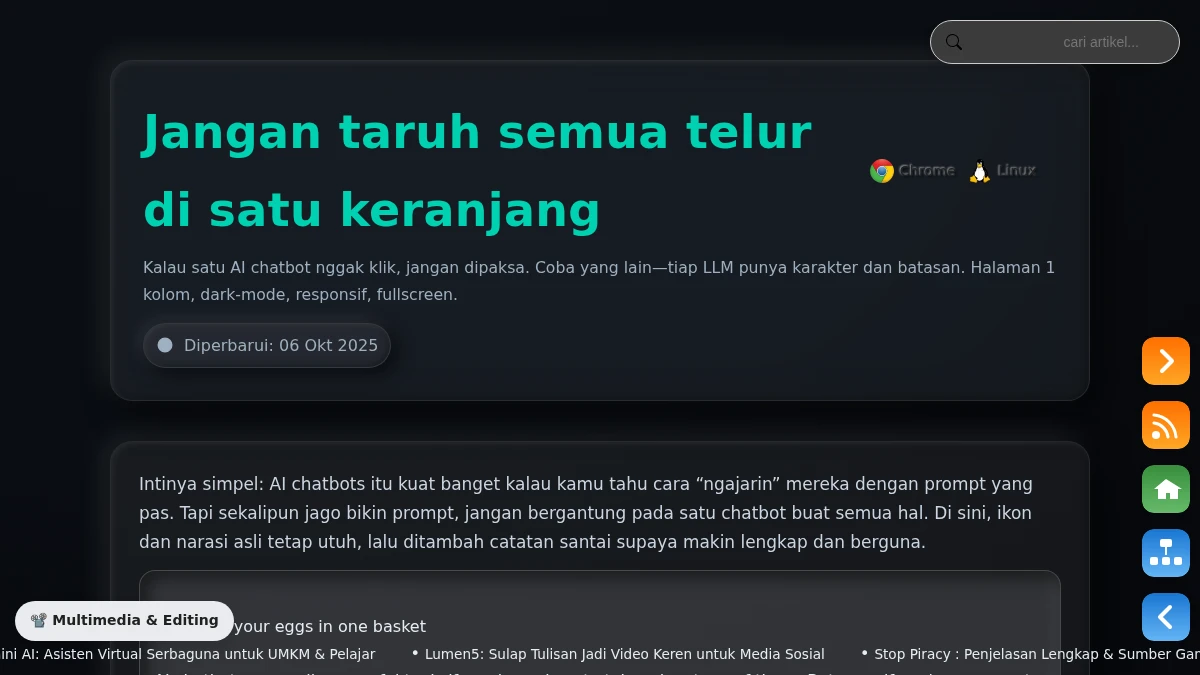 cari artikel...
Jangan taruh semua telur
di satu keranjang
Chrome Linux
Kalau satu AI chatbot nggak klik, jangan dipaksa. Coba yang lain—tiap LLM punya karakter dan batasan. Halaman 1
kolom, dark-mode, responsif, fullscreen.
Diperbarui: 06 Okt 2025
Intinya simpel: AI chatbots itu kuat banget kalau kamu tahu cara “ngajarin” mereka dengan prompt yang
pas. Tapi sekalipun jago bikin prompt, jangan bergantung pada satu chatbot buat semua hal. Di sini, ikon
dan narasi asli tetap utuh, lalu ditambah catatan santai supaya makin lengkap dan berguna.
Multimedia & Editing
your eggs in one basket
AI: Asisten Virtual Serbaguna untuk UMKM & Pelajar
• Lumen5: Sulap Tulisan Jadi Video Keren untuk Media Sosial
• Stop Piracy : Penjelasan Lengkap & Sumber